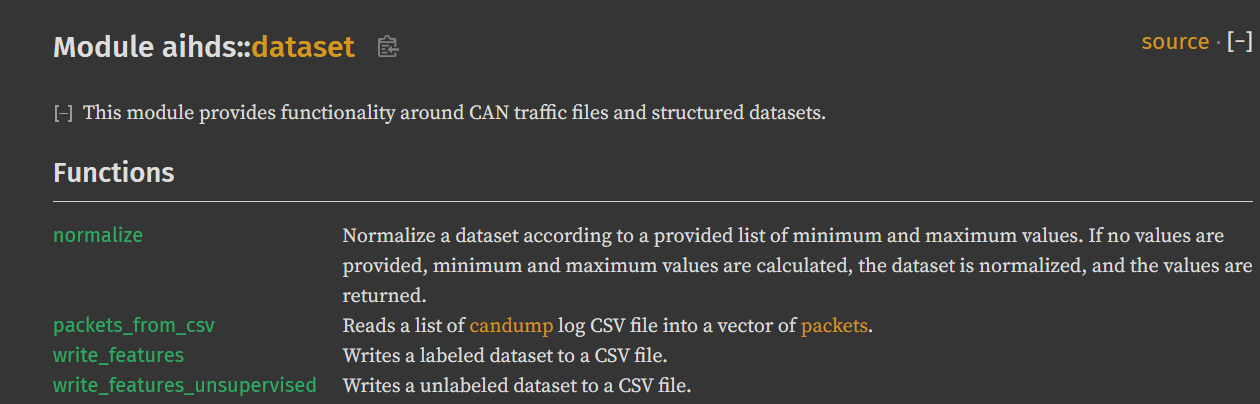 Module aihds::dataset
source · [−]
[−] This module provides functionality around CAN traffic files and structured datasets.
Functions
normalize Normalize a dataset according to a provided list of minimum and maximum values. If no values are
provided, minimum and maximum values are calculated, the dataset is normalized, and the values are
returned.
packets_from_csv Reads a list of candump log CSV file into a vector of packets.
write_features Writes a labeled dataset to a CSV file.
write_features_unsupervised Writes a unlabeled dataset to a CSV file.